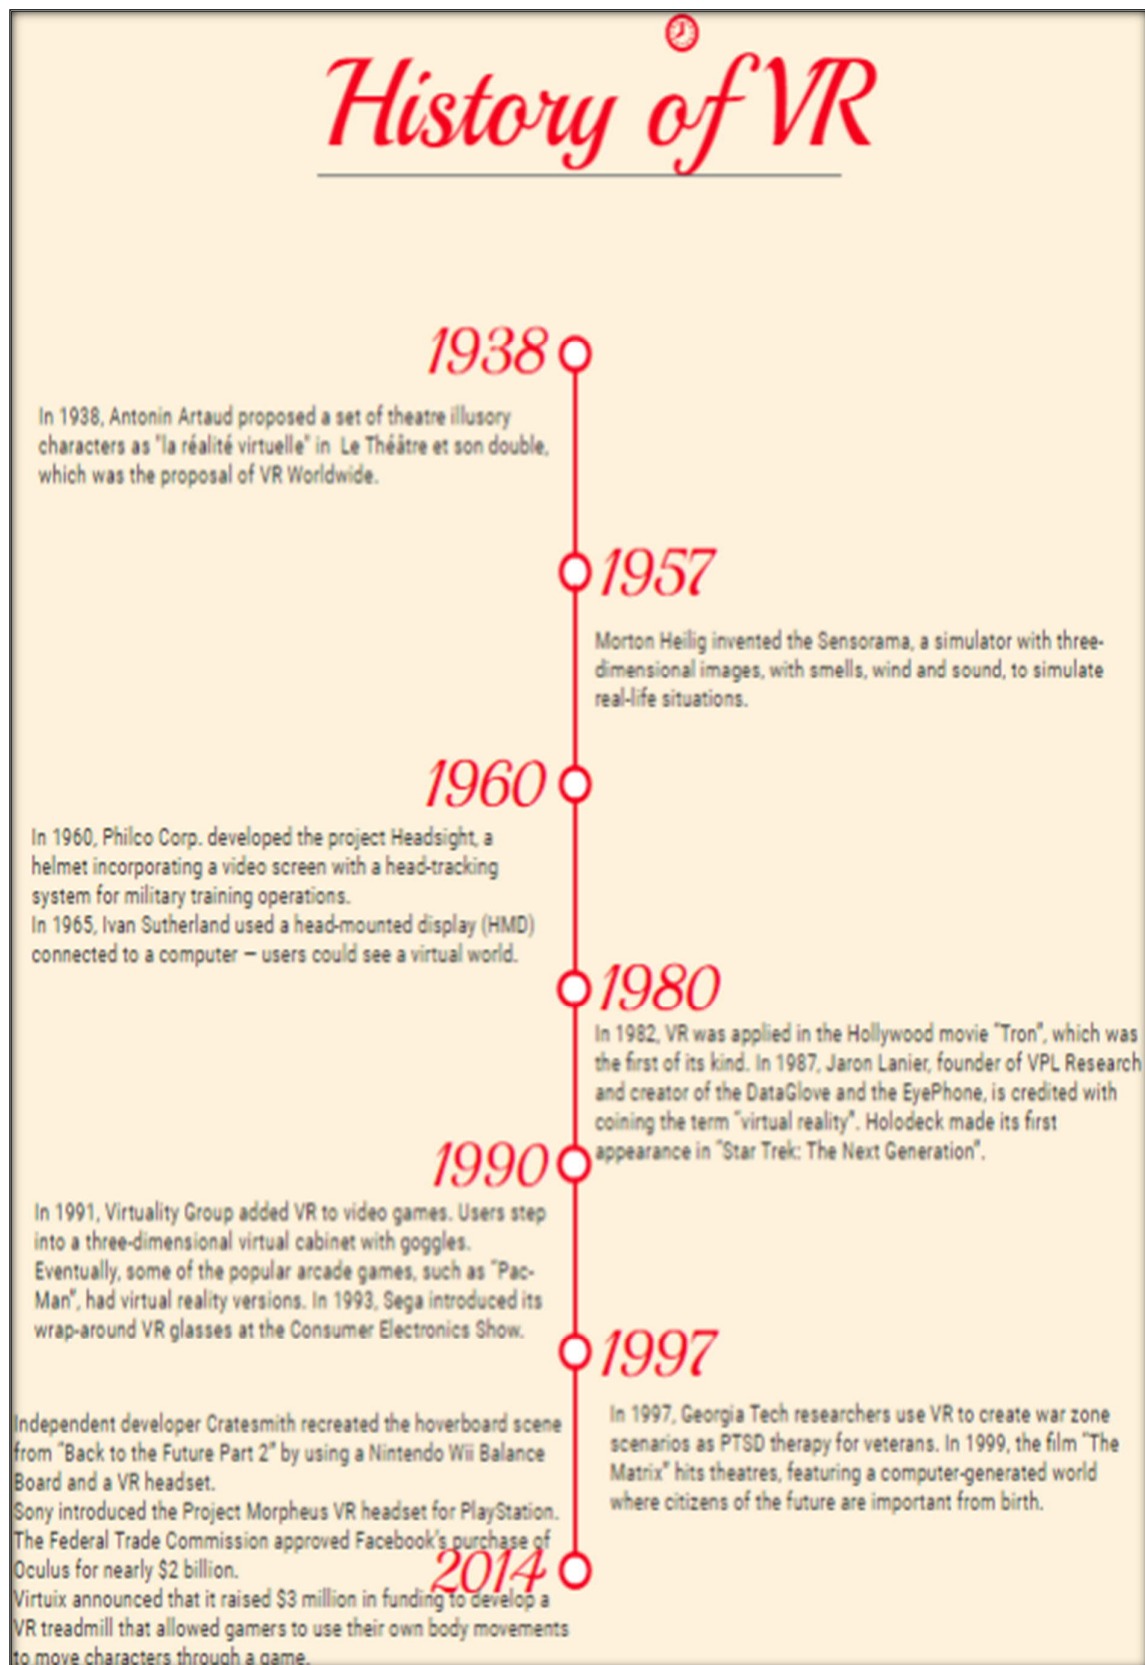 History of VR
1938
In 1938, Antonin Artaud proposed a set of theatre illusory
characters as "la réalité virtuelle" in Le Théâtre et son double,
which was the proposal of VR Worldwide.
1957
Morton Heilig invented the Sensorama, a simulator with three-
dimensional images, with smells, wind and sound, to simulate
real-life situations.
1960
In 1960, Philco Corp. developed the project Headsight, a
helmet incorporating a video screen with a head-tracking
system for military training operations.
In 1965, Ivan Sutherland used a head-mounted display (HMD)
connected to a computer – users could see a virtual world.
1980
In 1982, VR was applied in the Hollywood movie "Tron", which was
the first of its kind. In 1987, Jaron Lanier, founder of VPL Research
and creator of the DataGlove and the EyePhone, is credited with
coining the term "virtual reality". Holodeck made its first
appearance in "Star Trek: The Next Generation".
1990
In 1991, Virtuality Group added VR to video games. Users step
into a three-dimensional virtual cabinet with goggles.
Eventually, some of the popular arcade games, such as "Pac-
Man", had virtual reality versions. In 1993, Sega introduced its
wrap-around VR glasses at the Consumer Electronics Show.
1997
In 1997, Georgia Tech researchers use VR to create war zone
scenarios as PTSD therapy for veterans. In 1999, the film "The
Matrix" hits theatres, featuring a computer-generated world
where citizens of the future are important from birth.
2014
Independent developer Cratesmith recreated the hoverboard scene
from "Back to the Future Part 2" by using a Nintendo Wii Balance
Board and a VR headset.
Sony introduced the Project Morpheus VR headset for PlayStation.
The Federal Trade Commission approved Facebook's purchase of
Oculus for nearly $2 billion.
Virtuix announced that it raised $3 million in funding to develop a
VR treadmill that allowed gamers to use their own body movements
to move characters through a game.